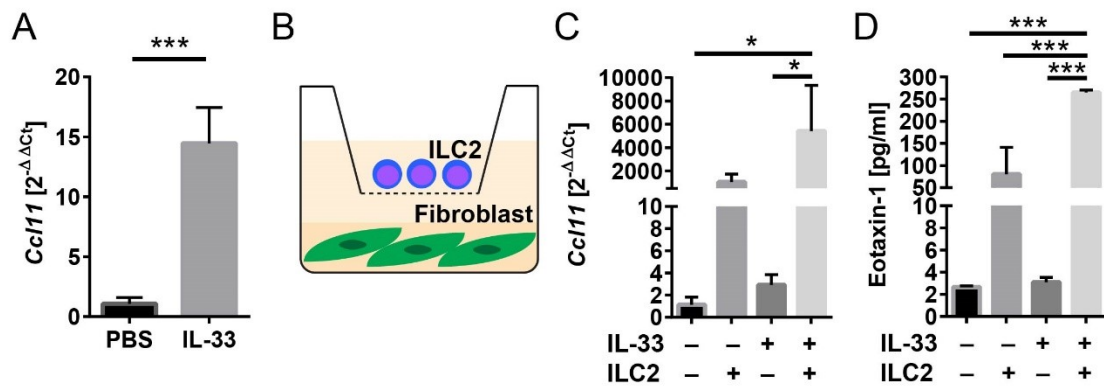 A
***
Ccl11 [2-ΔΔCt]
20
15
10
5
0
PBS IL-33
B
ILC2
Fibroblast
C
*
*
Ccl11 [2-ΔΔCt]
10000
8000
6000
4000
2000
8
6
4
2
0
IL-33 – – + +
ILC2 – + – +
D
***
***
***
Eotaxin-1 [pg/ml]
300
250
200
150
100
50
8
6
4
2
0
IL-33 – – + +
ILC2 – + – +